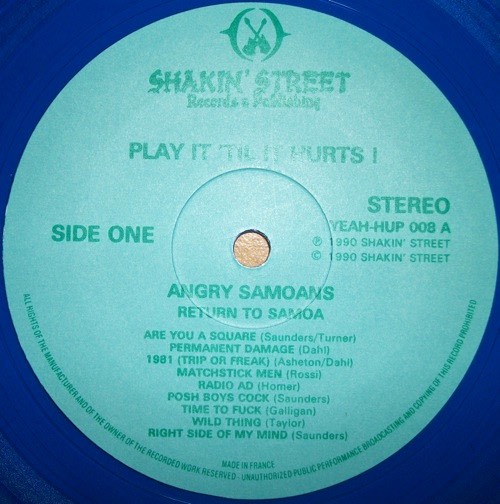 SHAKIN' STREET
Records & Publishing
PLAY IT 'TIL IT HURTS !
SIDE ONE
STEREO
YEAH-HUP 008 A
℗ 1990 SHAKIN' STREET
© 1990 SHAKIN' STREET
ANGRY SAMOANS
RETURN TO SAMOA
ARE YOU A SQUARE (Saunders/Turner)
PERMANENT DAMAGE (Dahl)
1981 (TRIP OR FREAK) (Asheton/Dahl)
MATCHSTICK MEN (Rossi)
RADIO AD (Homer)
POSH BOYS COCK (Saunders)
TIME TO FUCK (Galligan)
WILD THING (Taylor)
RIGHT SIDE OF MY MIND (Saunders)
MADE IN FRANCE
ALL RIGHTS OF THE MANUFACTURER AND OF THE OWNER OF THE RECORDED WORK RESERVED - UNAUTHORIZED PUBLIC PERFORMANCE BROADCASTING AND COPYING OF THIS RECORD PROHIBITED